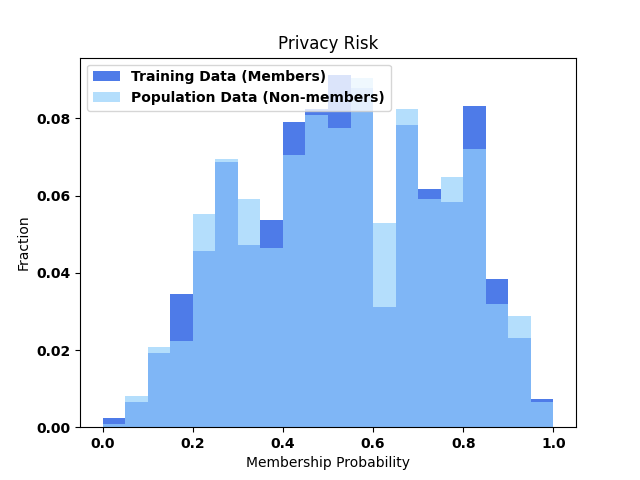 Privacy Risk
Training Data (Members)
Population Data (Non-members)
0.08
0.06
0.04
0.02
0.00
Fraction
0.0 0.2 0.4 0.6 0.8 1.0
Membership Probability